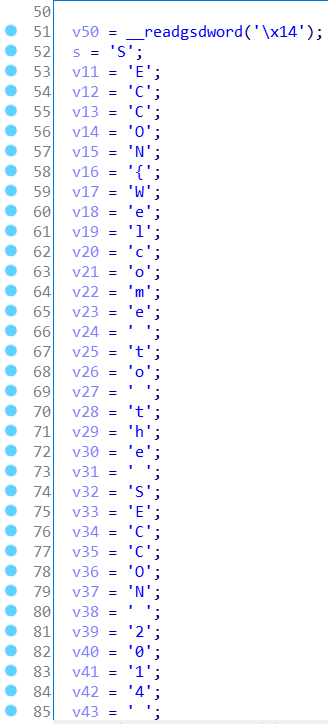 50
51 v50 = __readgsdword('\x14');
52 s = 'S';
53 v11 = 'E';
54 v12 = 'C';
55 v13 = 'C';
56 v14 = 'O';
57 v15 = 'N';
58 v16 = '{';
59 v17 = 'W';
60 v18 = 'e';
61 v19 = 'l';
62 v20 = 'c';
63 v21 = 'o';
64 v22 = 'm';
65 v23 = 'e';
66 v24 = ' ';
67 v25 = 't';
68 v26 = 'o';
69 v27 = ' ';
70 v28 = 't';
71 v29 = 'h';
72 v30 = 'e';
73 v31 = ' ';
74 v32 = 'S';
75 v33 = 'E';
76 v34 = 'C';
77 v35 = 'C';
78 v36 = 'O';
79 v37 = 'N';
80 v38 = ' ';
81 v39 = '2';
82 v40 = '0';
83 v41 = '1';
84 v42 = '4';
85 v43 = ' ';